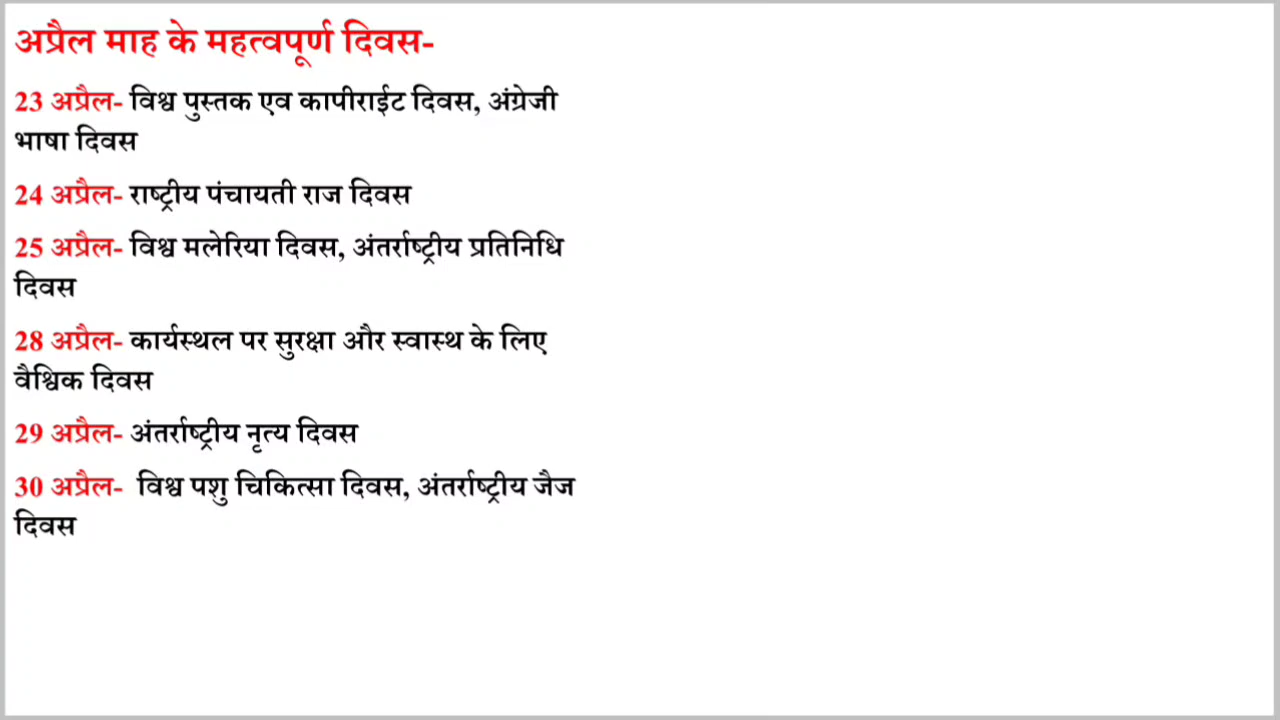 अप्रैल माह के महत्वपूर्ण दिवस-
23 अप्रैल- विश्व पुस्तक एव कापीराईट दिवस, अंग्रेजी
भाषा दिवस
24 अप्रैल- राष्ट्रीय पंचायती राज दिवस
25 अप्रैल- विश्व मलेरिया दिवस, अंतर्राष्ट्रीय प्रतिनिधि
दिवस
28 अप्रैल- कार्यस्थल पर सुरक्षा और स्वास्थ के लिए
वैश्विक दिवस
29 अप्रैल- अंतर्राष्ट्रीय नृत्य दिवस
30 अप्रैल- विश्व पशु चिकित्सा दिवस, अंतर्राष्ट्रीय जैज
दिवस